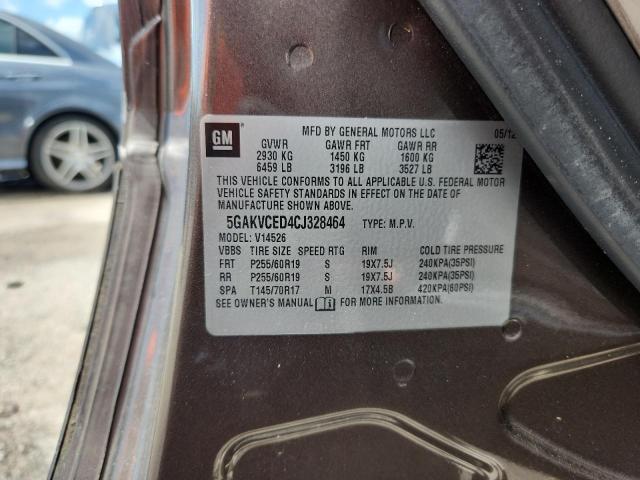 GM
MFD BY GENERAL MOTORS LLC 05/12
GVWR GAWR FRT GAWR RR
2930 KG 1450 KG 1600 KG
6459 LB 3196 LB 3527 LB
THIS VEHICLE CONFORMS TO ALL APPLICABLE U.S. FEDERAL MOTOR
VEHICLE SAFETY STANDARDS IN EFFECT ON THE DATE OF
MANUFACTURE SHOWN ABOVE.
5GAKVCED4CJ328464 TYPE: M.P.V.
MODEL: V14526
VBBS TIRE SIZE SPEED RTG RIM COLD TIRE PRESSURE
FRT P255/60R19 S 19X7.5J 240KPA(35PSI)
RR P255/60R19 S 19X7.5J 240KPA(35PSI)
SPA T145/70R17 M 17X4.5B 420KPA(60PSI)
SEE OWNER'S MANUAL FOR MORE INFORMATION.